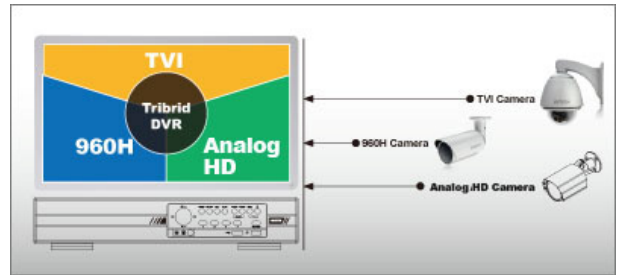 TVI
Tribrid
DVR
960H
Analog
HD
TVI Camera
960H Camera
Analog HD Camera